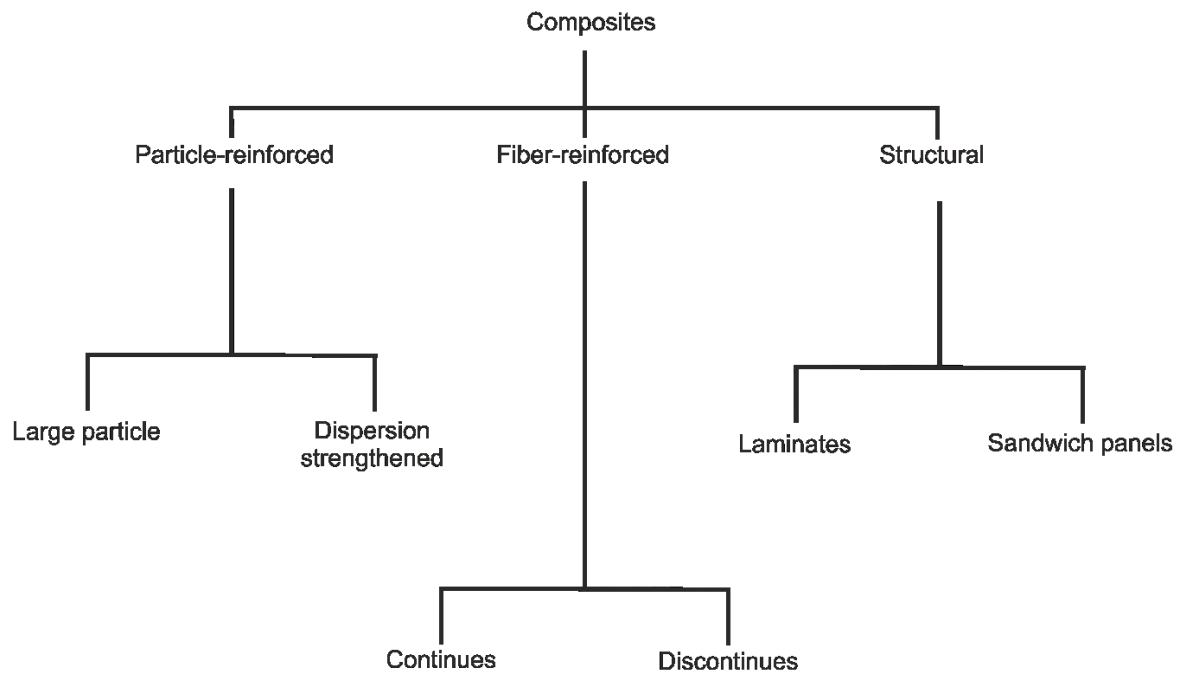 Composites
Particle-reinforced
Fiber-reinforced
Structural
Large particle
Dispersion
strengthened
Laminates
Sandwich panels
Continues
Discontinues